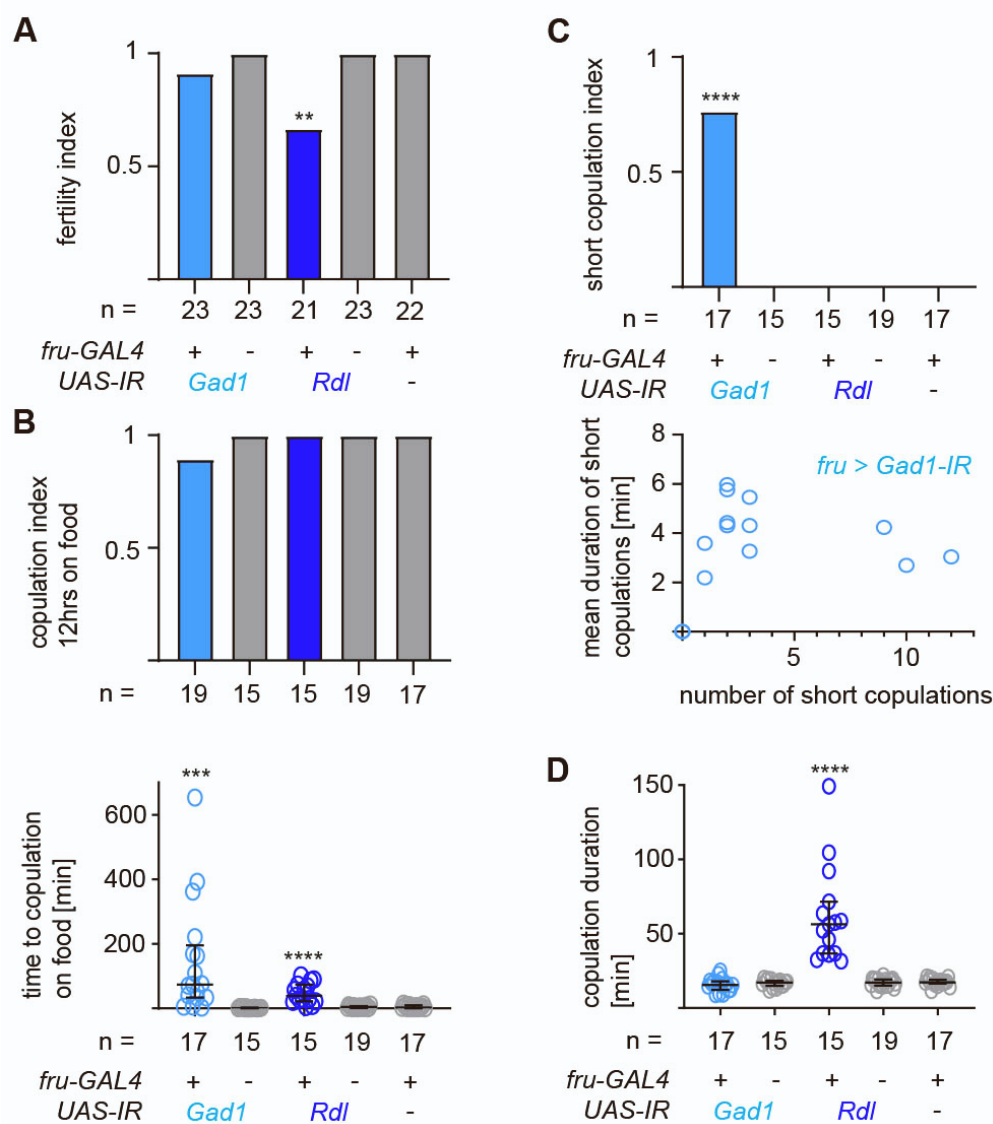 A
1
0.5
fertility index
**
n = 23 23 21 23 22
fru-GAL4 + - + - +
UAS-IR Gad1 Rdl -
B
1
0.5
copulation index
12hrs on food
n = 19 15 15 19 17
***
****
600
400
200
time to copulation
on food [min]
n = 17 15 15 19 17
fru-GAL4 + - + - +
UAS-IR Gad1 Rdl -
C
1
0.5
short copulation index
****
n = 17 15 15 19 17
fru-GAL4 + - + - +
UAS-IR Gad1 Rdl -
8
6
4
2
mean duration of short
copulations [min]
fru > Gad1-IR
5 10
number of short copulations
D
****
150
100
50
copulation duration
[min]
n = 17 15 15 19 17
fru-GAL4 + - + - +
UAS-IR Gad1 Rdl -